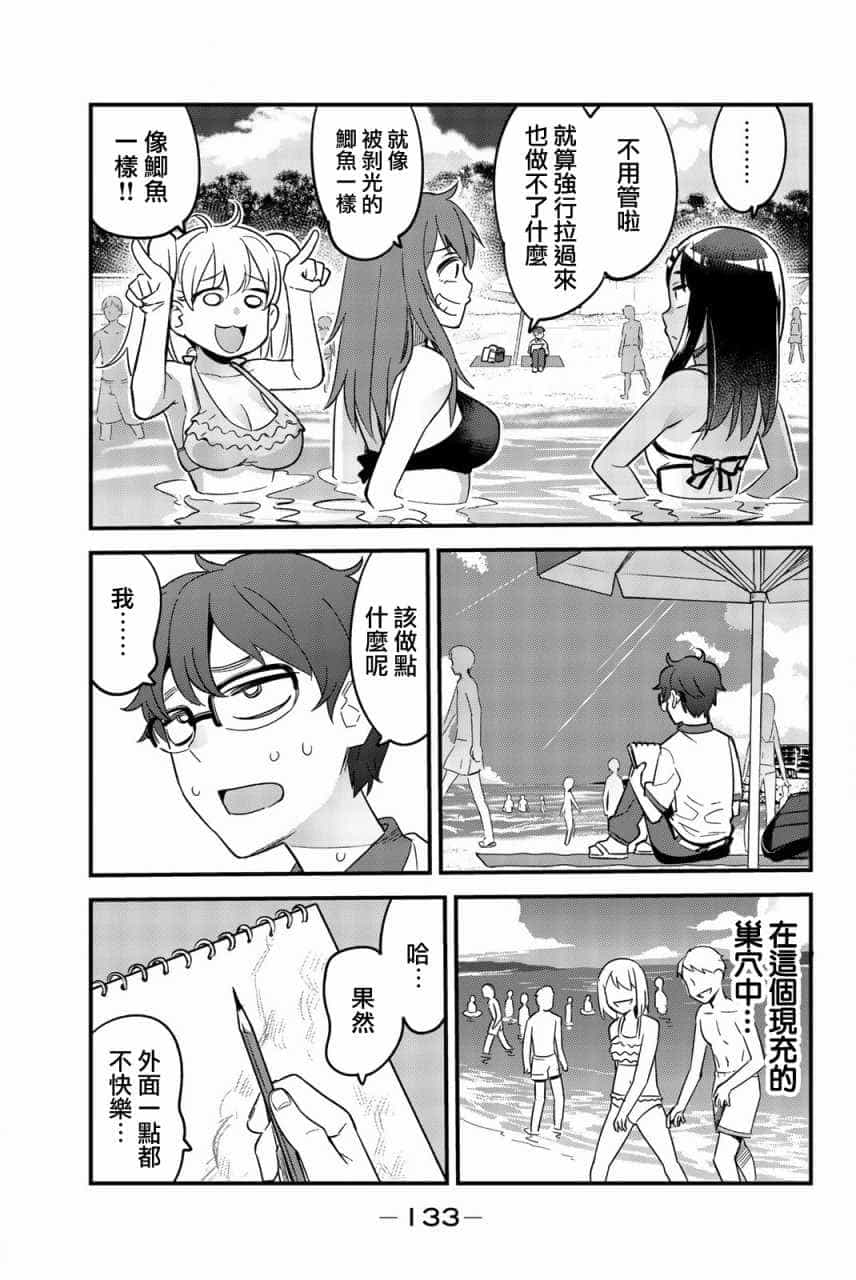 ………
不用管啦
就算強行拉過來
也做不了什麼
就像
被剝光的
鯽魚一樣
像鯽魚
一樣!!
該做點
什麼呢
我……
在這個現充的
巢穴中…
哈…
果然
外面一點都
不快樂…
—133—